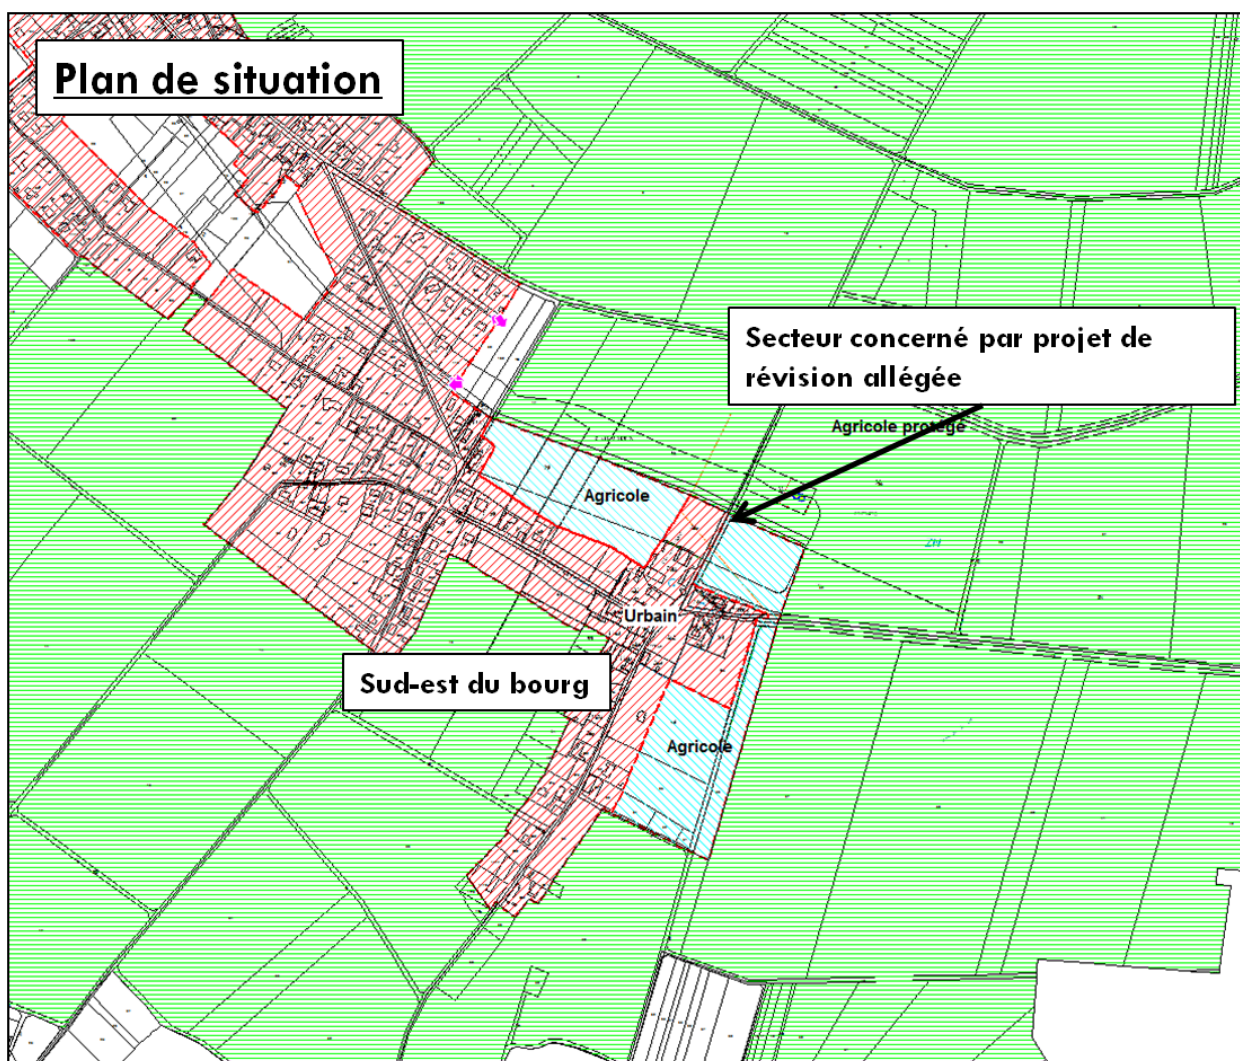 Plan de situation
Secteur concerné par projet de
révision allégée
Agricole protégé
Agricole
Urbain
Sud-est du bourg
Agricole